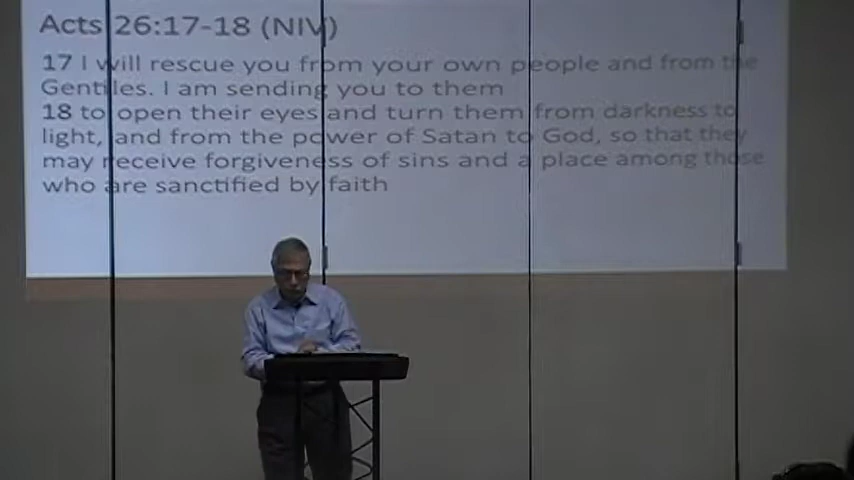 Acts 26:17-18 (NIV)
17 I will rescue you from your own people and from the
Gentiles. I am sending you to them
18 to open their eyes and turn them from darkness to
light, and from the power of Satan to God, so that they
may receive forgiveness of sins and a place among those
who are sanctified by faith